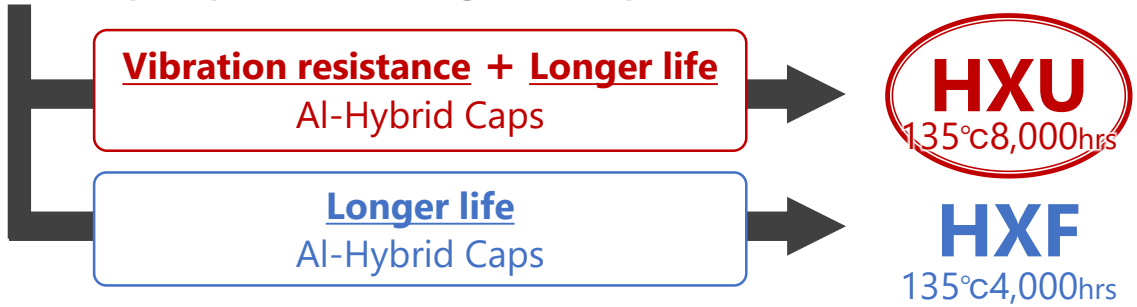 Vibration resistance + Longer life
Al-Hybrid Caps
HXU
135℃8,000hrs
Longer life
Al-Hybrid Caps
HXF
135℃4,000hrs